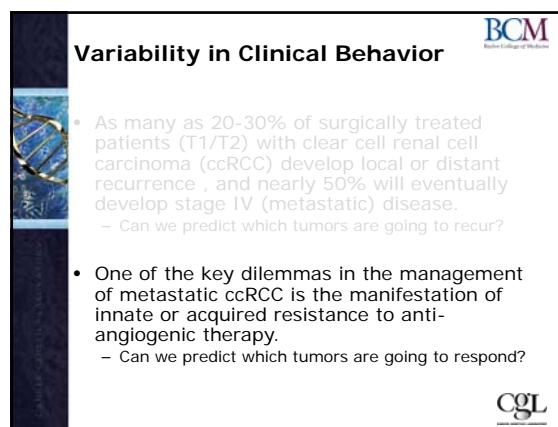 BCM
Baylor College of Medicine
Variability in Clinical Behavior
• As many as 20-30% of surgically treated
patients (T1/T2) with clear cell renal cell
carcinoma (ccRCC) develop local or distant
recurrence , and nearly 50% will eventually
develop stage IV (metastatic) disease.
– Can we predict which tumors are going to recur?
• One of the key dilemmas in the management
of metastatic ccRCC is the manifestation of
innate or acquired resistance to anti-
angiogenic therapy.
– Can we predict which tumors are going to respond?
CGL
CANCER GENETICS LABORATORY